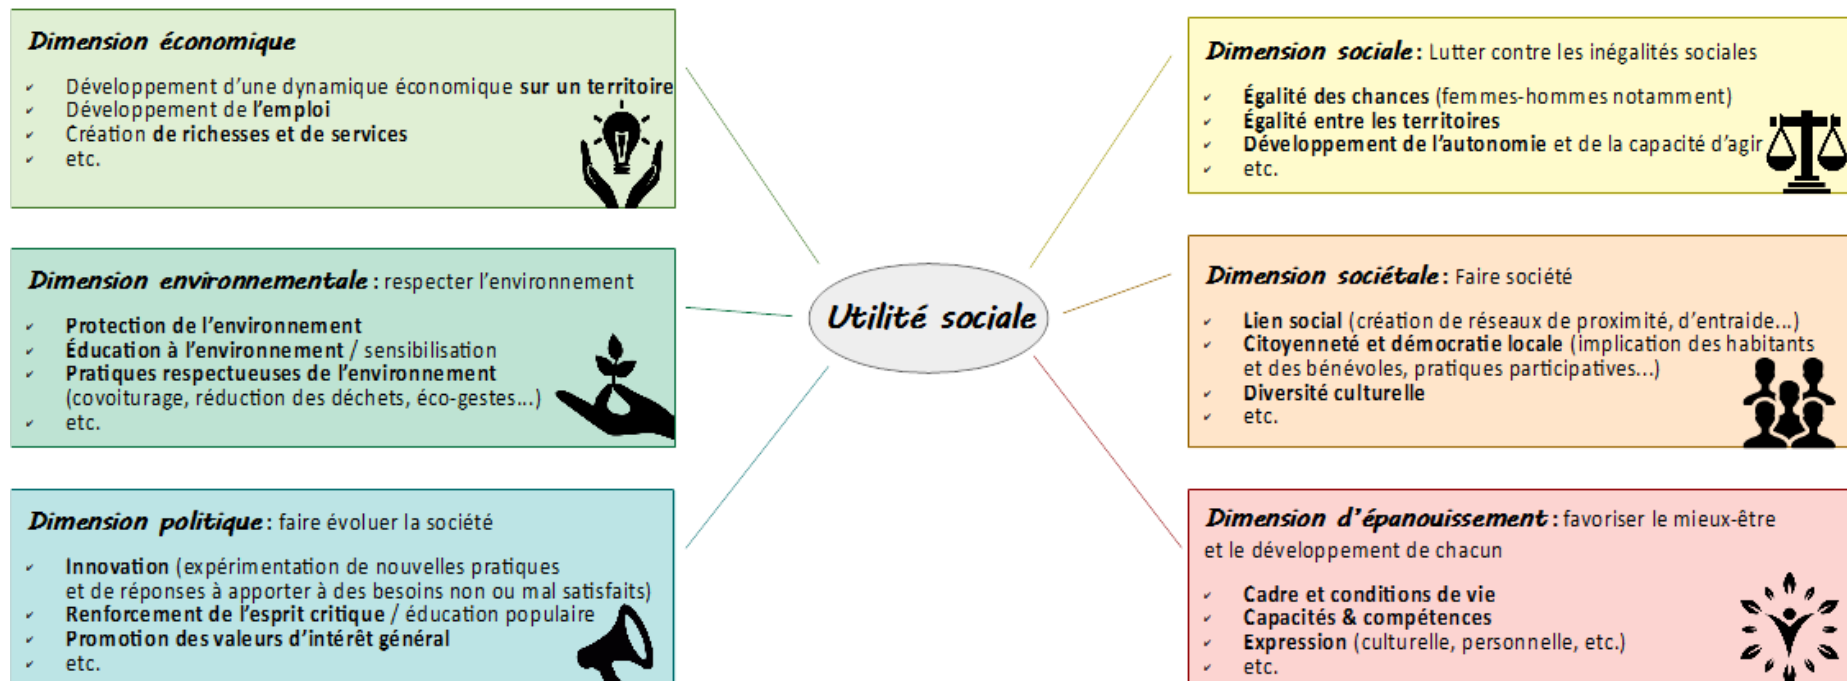 Dimension économique
Développement d'une dynamique économique sur un territoire
Développement de l'emploi
Création de richesses et de services
etc.
Dimension environnementale : respecter l'environnement
Protection de l'environnement
Éducation à l'environnement / sensibilisation
Pratiques respectueuses de l'environnement
(covoiturage, réduction des déchets, éco-gestes...)
etc.
Dimension politique : faire évoluer la société
Innovation (expérimentation de nouvelles pratiques
et de réponses à apporter à des besoins non ou mal satisfaits)
Renforcement de l'esprit critique / éducation populaire
Promotion des valeurs d'intérêt général
etc.
Utilité sociale
Dimension sociale : Lutter contre les inégalités sociales
Égalité des chances (femmes-hommes notamment)
Égalité entre les territoires
Développement de l'autonomie et de la capacité d'agir
etc.
Dimension sociétale : Faire société
Lien social (création de réseaux de proximité, d'entraide...)
Citoyenneté et démocratie locale (implication des habitants
et des bénévoles, pratiques participatives...)
Diversité culturelle
etc.
Dimension d'épanouissement : favoriser le mieux-être
et le développement de chacun
Cadre et conditions de vie
Capacités & compétences
Expression (culturelle, personnelle, etc.)
etc.